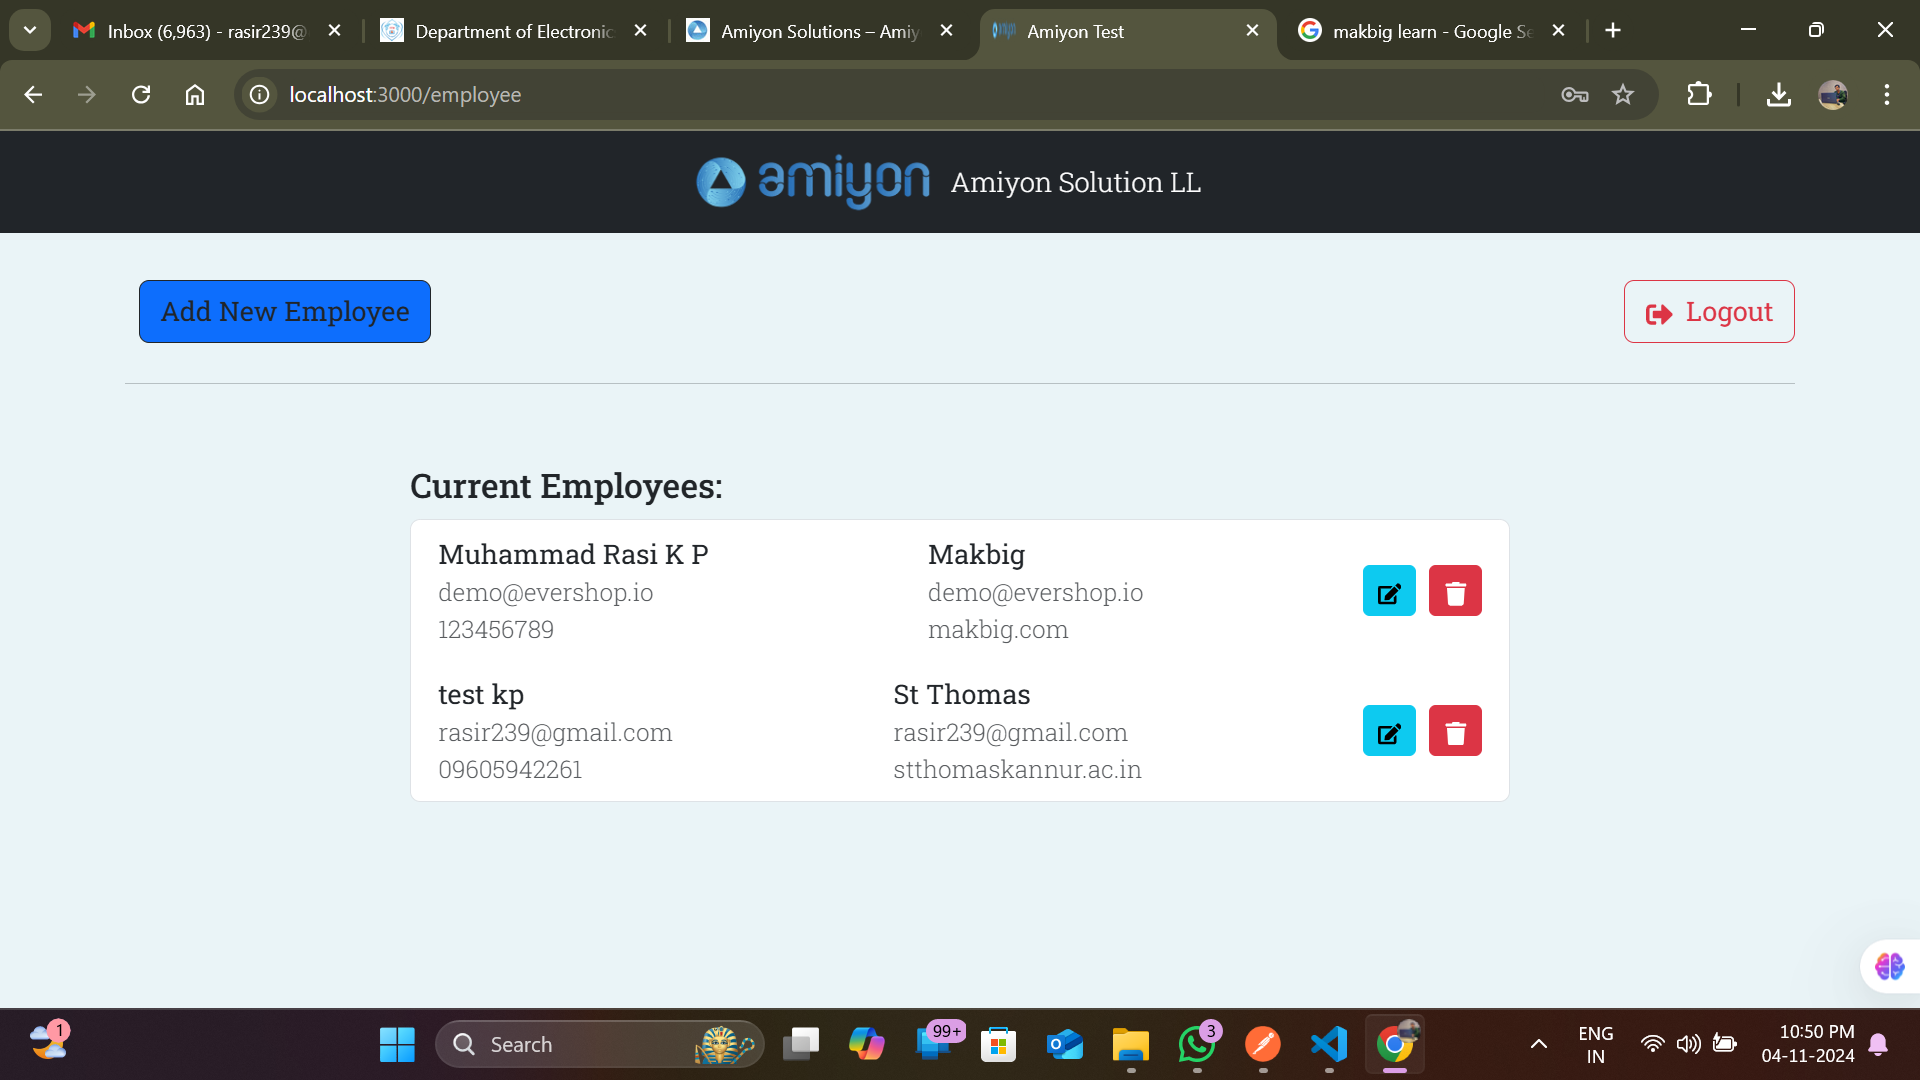 Inbox (6,963) - rasir239@
Department of Electronic
Amiyon Solutions – Amiy
Amiyon Test
makbig learn - Google Se
localhost:3000/employee
amiyon
Amiyon Solution LL
Add New Employee
Logout
Current Employees:
Muhammad Rasi K P
demo@evershop.io
123456789
Makbig
demo@evershop.io
makbig.com
test kp
rasir239@gmail.com
09605942261
St Thomas
rasir239@gmail.com
stthomaskannur.ac.in
1
Search
99+
3
ENG
IN
10:50 PM
04-11-2024